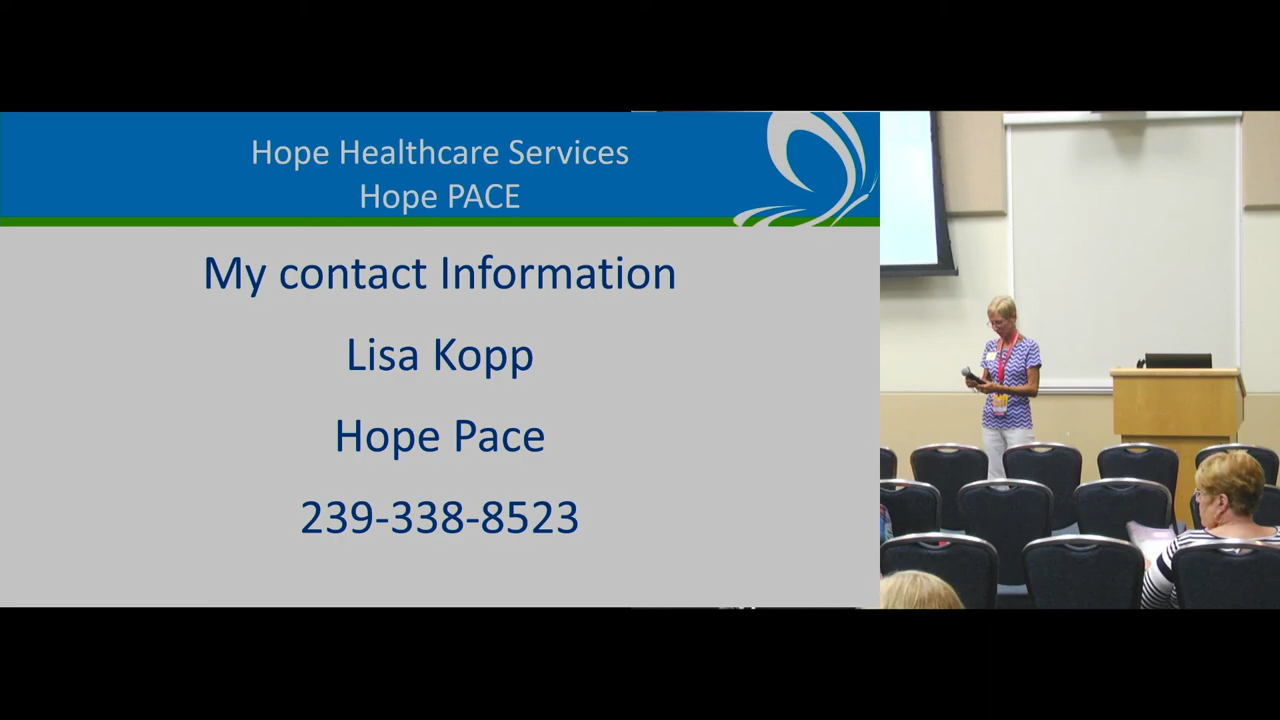 Hope Healthcare Services
Hope PACE
My contact Information
Lisa Kopp
Hope Pace
239-338-8523